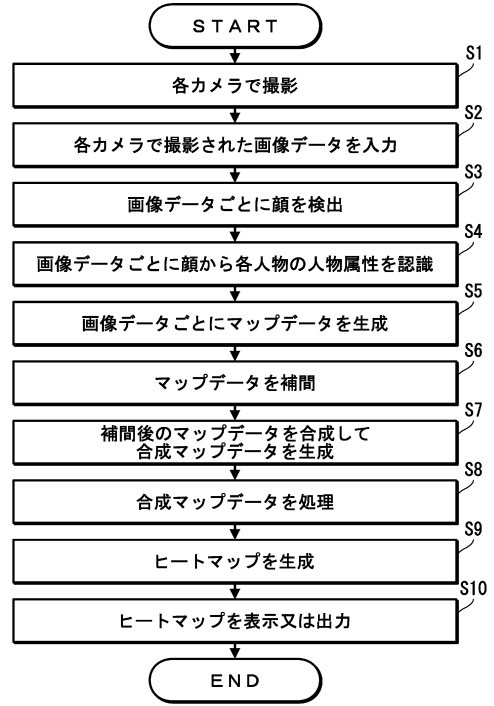 START
S1
各カメラで撮影
S2
各カメラで撮影された画像データを入力
S3
画像データごとに顔を検出
S4
画像データごとに顔から各人物の人物属性を認識
S5
画像データごとにマップデータを生成
S6
マップデータを補間
S7
補間後のマップデータを合成して
合成マップデータを生成
S8
合成マップデータを処理
S9
ヒートマップを生成
S10
ヒートマップを表示又は出力
END